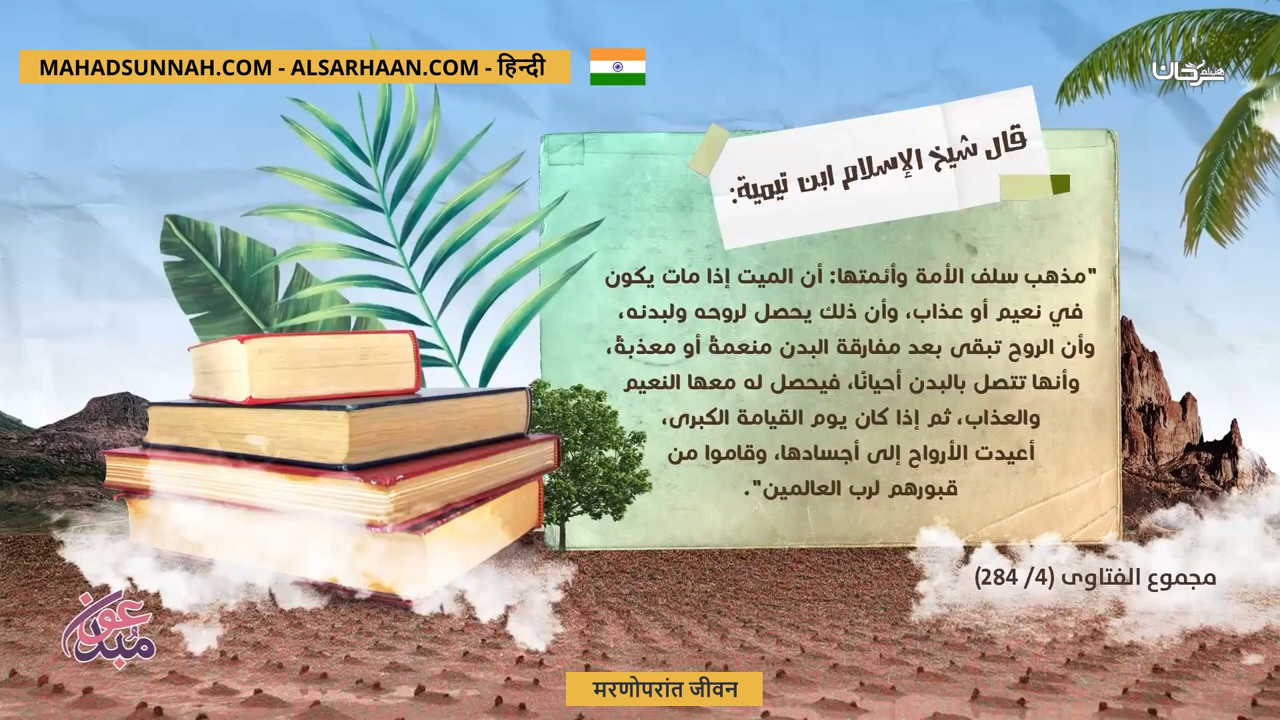 MAHADSUNNAH.COM - ALSARHAAN.COM - हिन्दी
سرحان
قال شيخ الإسلام ابن تيمية:
"مذهب سلف الأمة وأئمتها: أن الميت إذا مات يكون
في نعيم أو عذاب، وأن ذلك يحصل لروحه ولبدنه،
وأن الروح تبقى بعد مفارقة البدن منعمةً أو معذبةً،
وأنها تتصل بالبدن أحيانًا، فيحصل له معها النعيم
والعذاب، ثم إذا كان يوم القيامة الكبرى،
أعيدت الأرواح إلى أجسادها، وقاموا من
قبورهم لرب العالمين".
مجموع الفتاوى (4/ 284)
मरणोपरांत जीवन